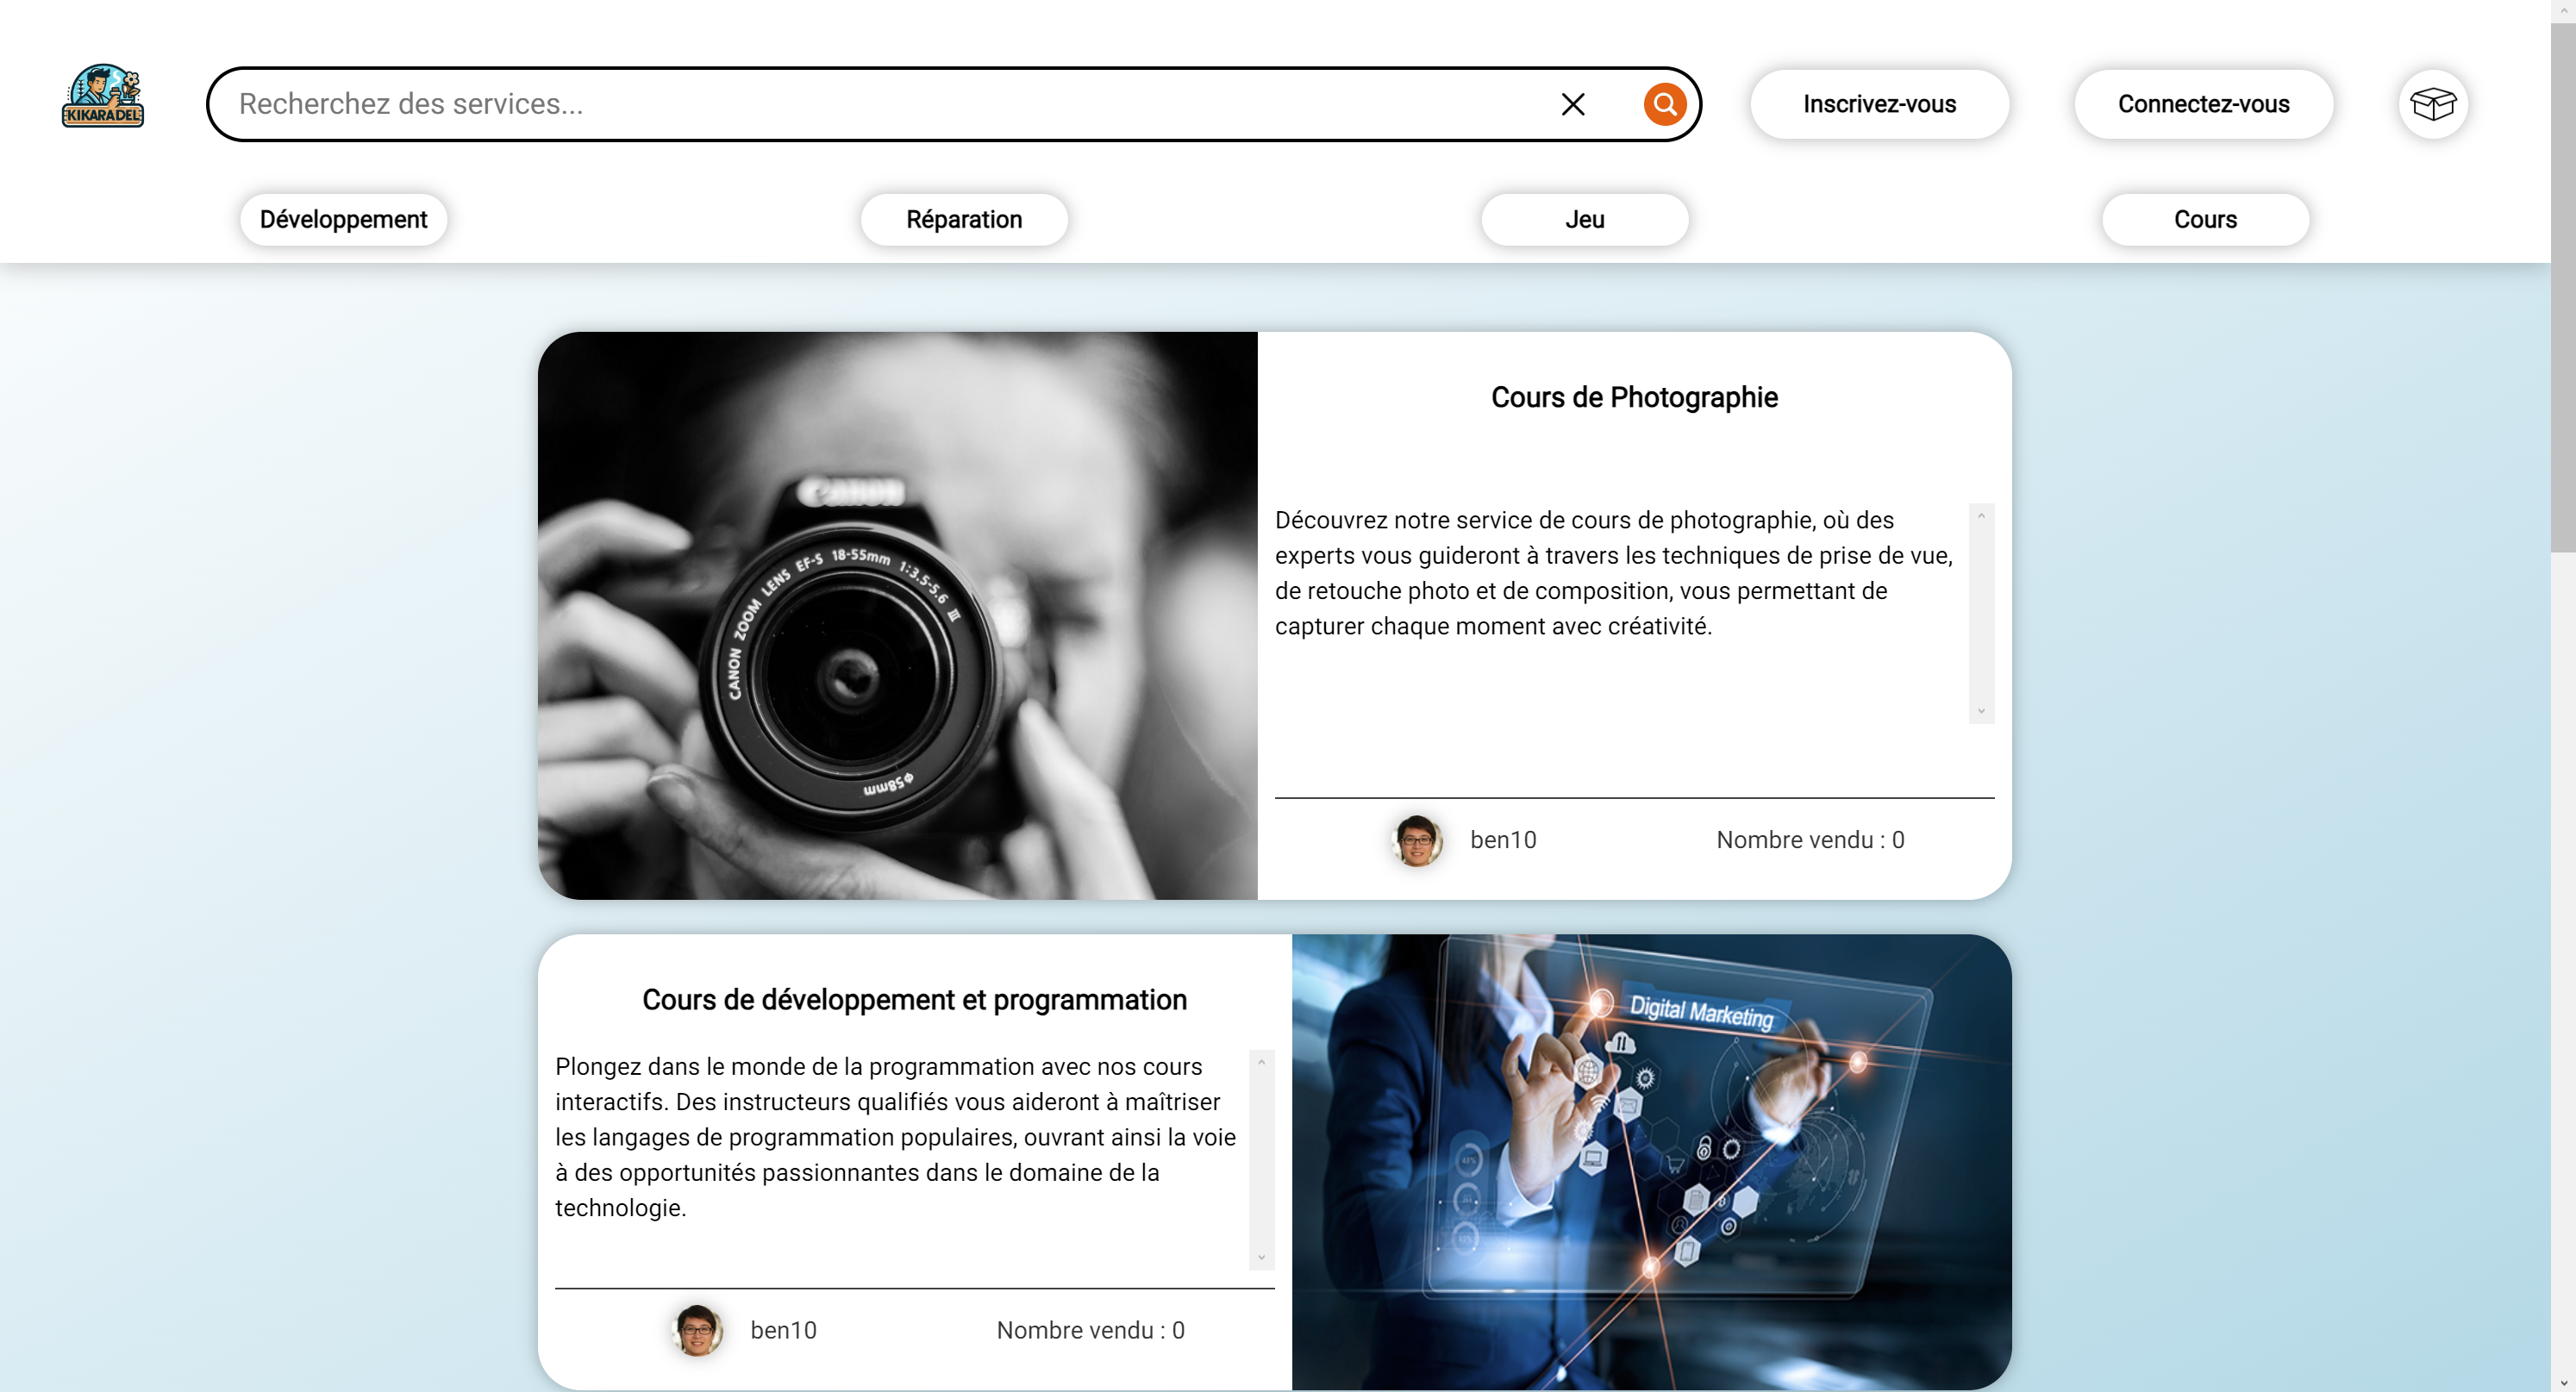 KIKARADEL
Recherchez des services...
Inscrivez-vous
Connectez-vous
Développement
Réparation
Jeu
Cours
Canon
CANON ZOOM LENS EF-S 18-55mm 1:3.5-5.6 III
Φ58mm
Cours de Photographie
Découvrez notre service de cours de photographie, où des
experts vous guideront à travers les techniques de prise de vue,
de retouche photo et de composition, vous permettant de
capturer chaque moment avec créativité.
ben10
Nombre vendu : 0
Cours de développement et programmation
Plongez dans le monde de la programmation avec nos cours
interactifs. Des instructeurs qualifiés vous aideront à maîtriser
les langages de programmation populaires, ouvrant ainsi la voie
à des opportunités passionnantes dans le domaine de la
technologie.
ben10
Nombre vendu : 0
Digital Marketing